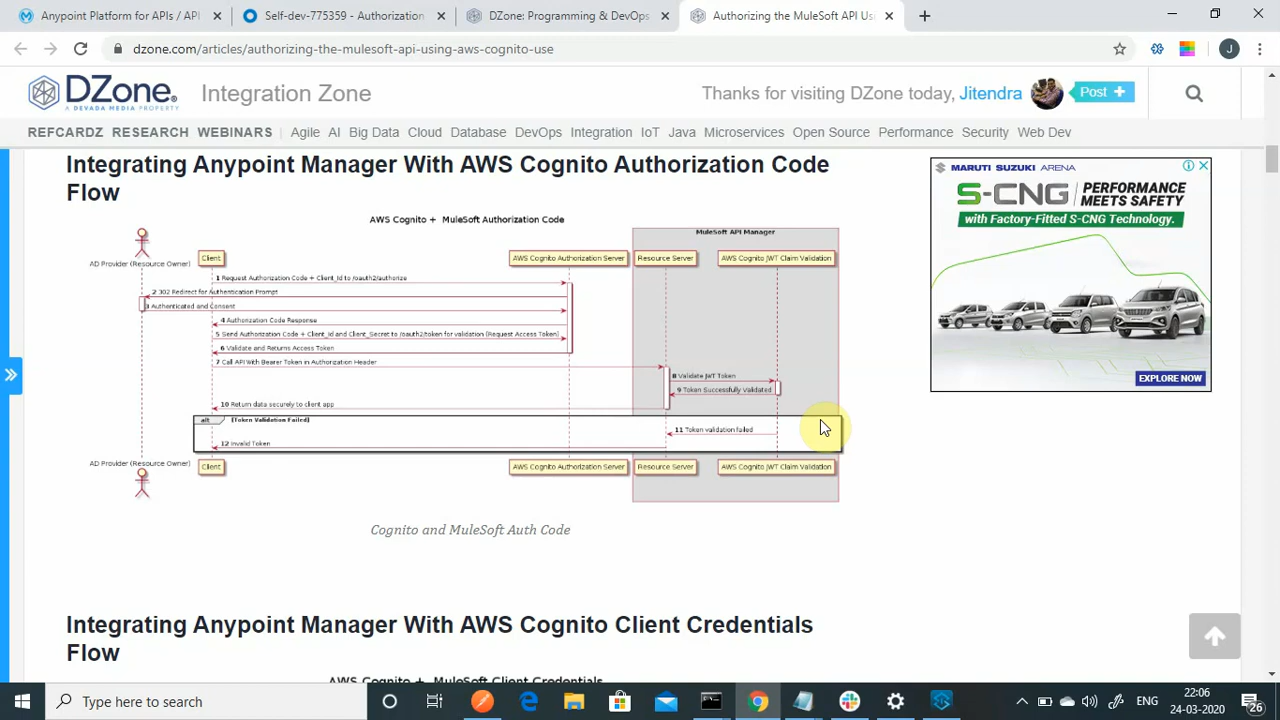 Anypoint Platform for APIs / API
Self-dev-775359 - Authorization
DZone: Programming & DevOps
Authorizing the MuleSoft API Usi
dzone.com/articles/authorizing-the-mulesoft-api-using-aws-cognito-use
J
DZone.
A DEVADA MEDIA PROPERTY
Integration Zone
Thanks for visiting DZone today, Jitendra
Post +
REFCARDZ RESEARCH WEBINARS Agile AI Big Data Cloud Database DevOps Integration IoT Java Microservices Open Source Performance Security Web Dev
Integrating Anypoint Manager With AWS Cognito Authorization Code
Flow
AWS Cognito + MuleSoft Authorization Code
MuleSoft API Manager
AD Provider (Resource Owner)
Client
AWS Cognito Authorization Server
Resource Server
AWS Cognito JWT Claim Validation
1 Request Authorization Code + Client_Id to /oauth2/authorize
2 302 Redirect for Authentication Prompt
3 Authenticated and Consent
4 Authorization Code Response
5 Send Authorization Code + Client_Id and Client_Secret to /oauth2/token for validation (Request Access Token)
6 Validate and Returns Access Token
7 Call API With Bearer Token in Authorization Header
8 Validate JWT Token
9 Token Successfully Validated
10 Return data securely to client app
alt [Token Validation Failed]
11 Token validation failed
12 Invalid Token
AD Provider (Resource Owner)
Client
AWS Cognito Authorization Server
Resource Server
AWS Cognito JWT Claim Validation
Cognito and MuleSoft Auth Code
MARUTI SUZUKI ARENA
S-CNG
PERFORMANCE
MEETS SAFETY
with Factory-Fitted S-CNG Technology.
EXPLORE NOW
Integrating Anypoint Manager With AWS Cognito Client Credentials
Flow
AWS Cognito + MuleSoft Client Credentials
Type here to search
ENG
22:06
24-03-2020
26